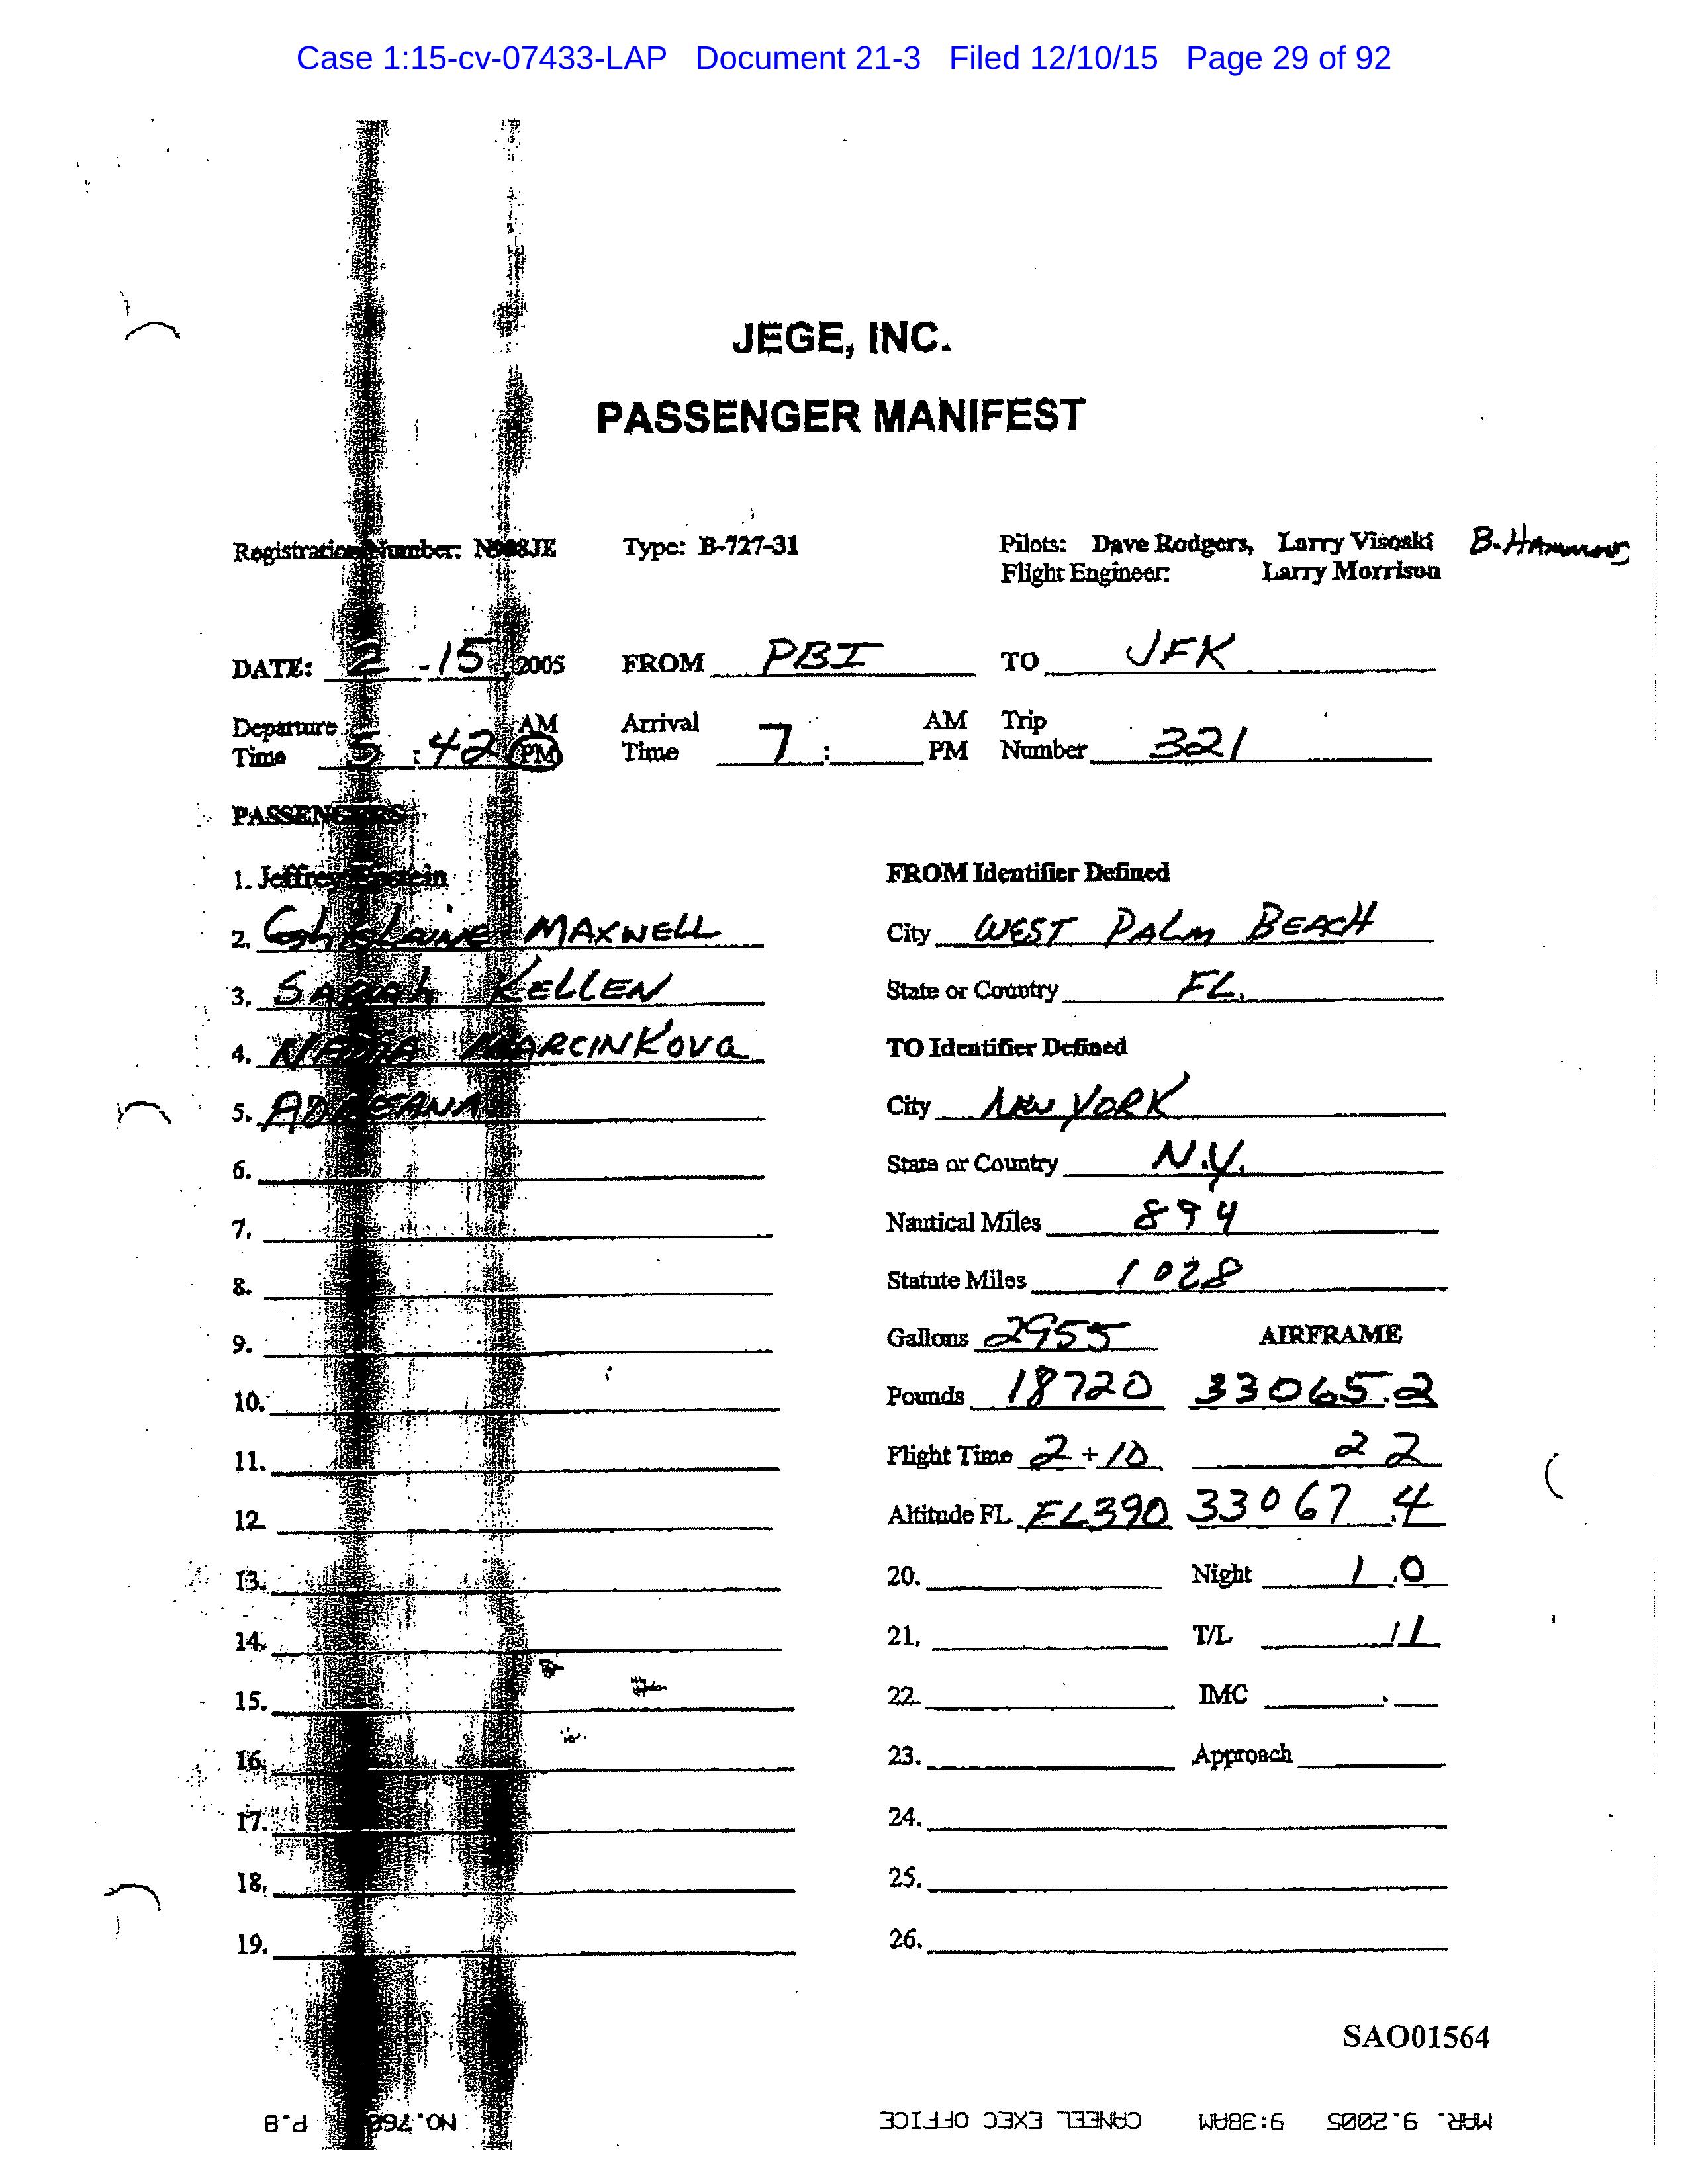 Case 1:15-cv-07433-LAP Document 21-3 Filed 12/10/15 Page 29 of 92
JEGE, INC.
PASSENGER MANIFEST
Registration Number: N908JE Type: B-727-31 Pilots: Dave Rodgers, Larry Visoski
Flight Engineer: Larry Morrison
DATE: 2 -15 2005 FROM PBI TO JFK
Departure Time 5 :42 AM PM Arrival Time 7 : AM PM Trip Number 321
PASSENGERS
1. Jeffrey Epstein FROM Identifier Defined
2. Ghislaine MAXWELL City WEST PALM BEACH
3. SARAh KELLEN State or Country FL.
4. NADIA MARCINKOVa TO Identifier Defined
5. City NEW YORK
6. State or Country N.Y.
7. Nautical Miles 894
8. Statute Miles 1028
9. Gallons 2955 AIRFRAME
10. Pounds 18720 33065.2
11. Flight Time 2+10 2 2
12. Altitude FL FL390 33067 .4
13. 20. Night 1 .0
14. 21. T/L 1/
15. 22. IMC .
16. 23. Approach
17. 24.
18. 25.
19. 26.
SAO01564
MAR. 9.2005 9:38AM CANEEL EXEC OFFICE NO.760 P.8